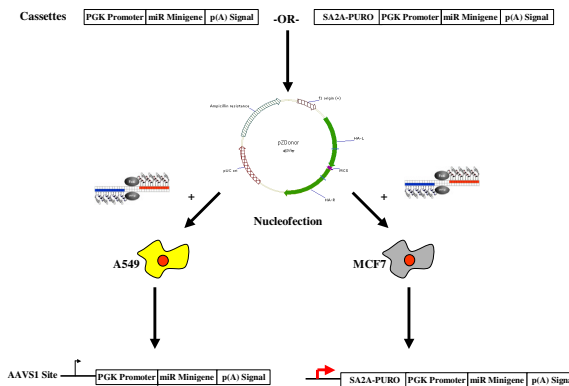 Cassettes PGK Promoter miR Minigene p(A) Signal -OR- SA2A-PURO PGK Promoter miR Minigene p(A) Signal
Ampicillin resistance
f1 origin (+)
pZDonor
HA-L
MCS
pUC ori
HA-R
+ +
Nucleofection
A549 MCF7
AAVS1 Site PGK Promoter miR Minigene p(A) Signal SA2A-PURO PGK Promoter miR Minigene p(A) Signal